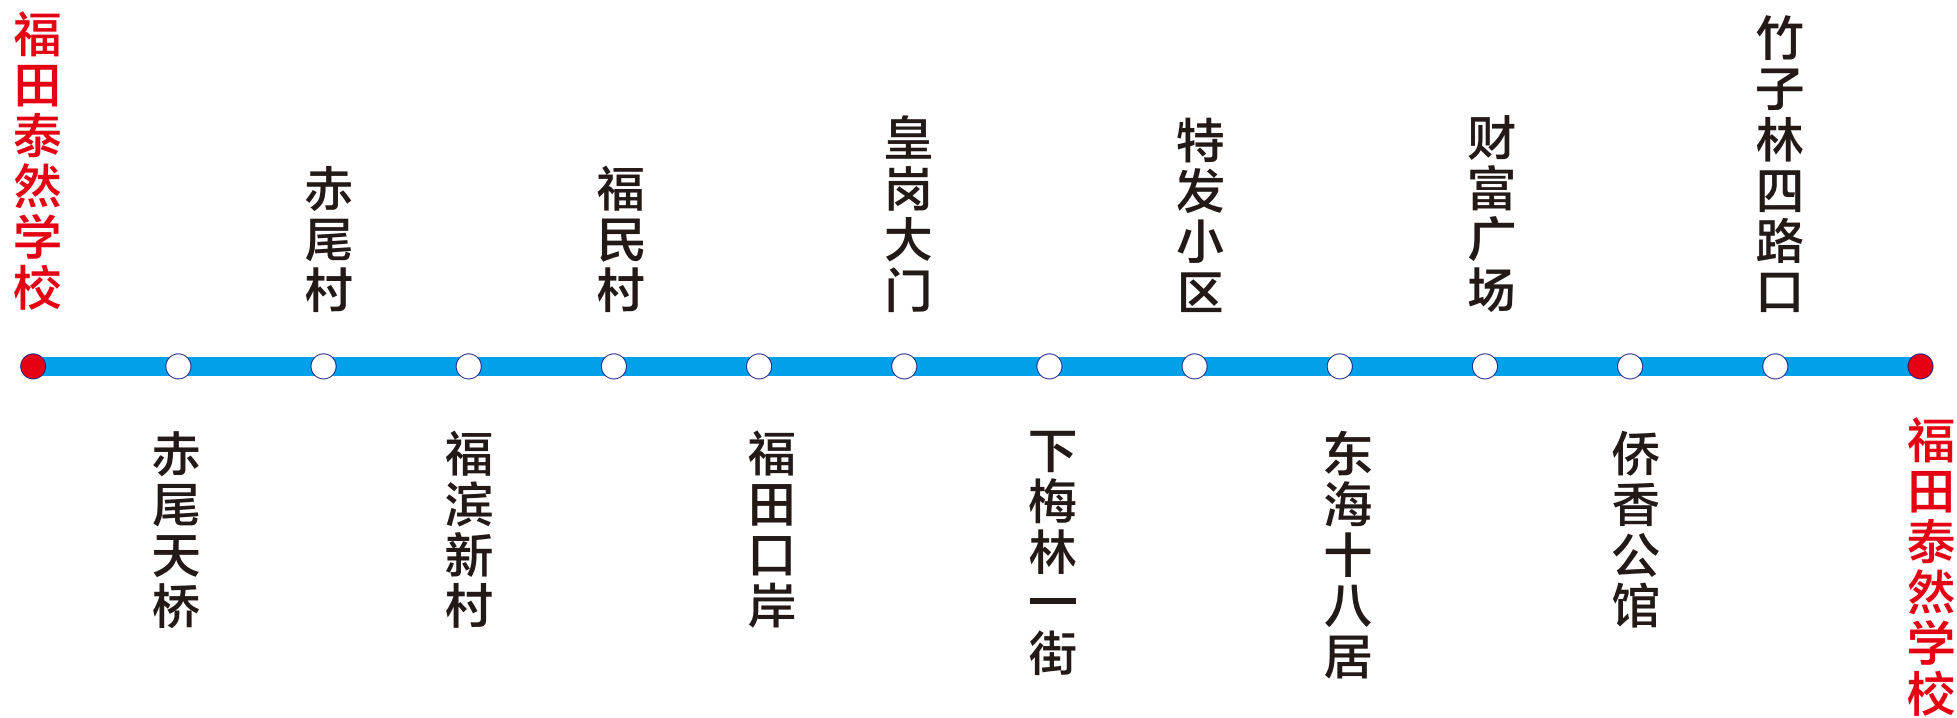 福田泰然学校
赤尾天桥
赤尾村
福滨新村
福民村
福田口岸
皇岗大门
下梅林一街
特发小区
东海十八居
财富广场
侨香公馆
竹子林四路口
福田泰然学校